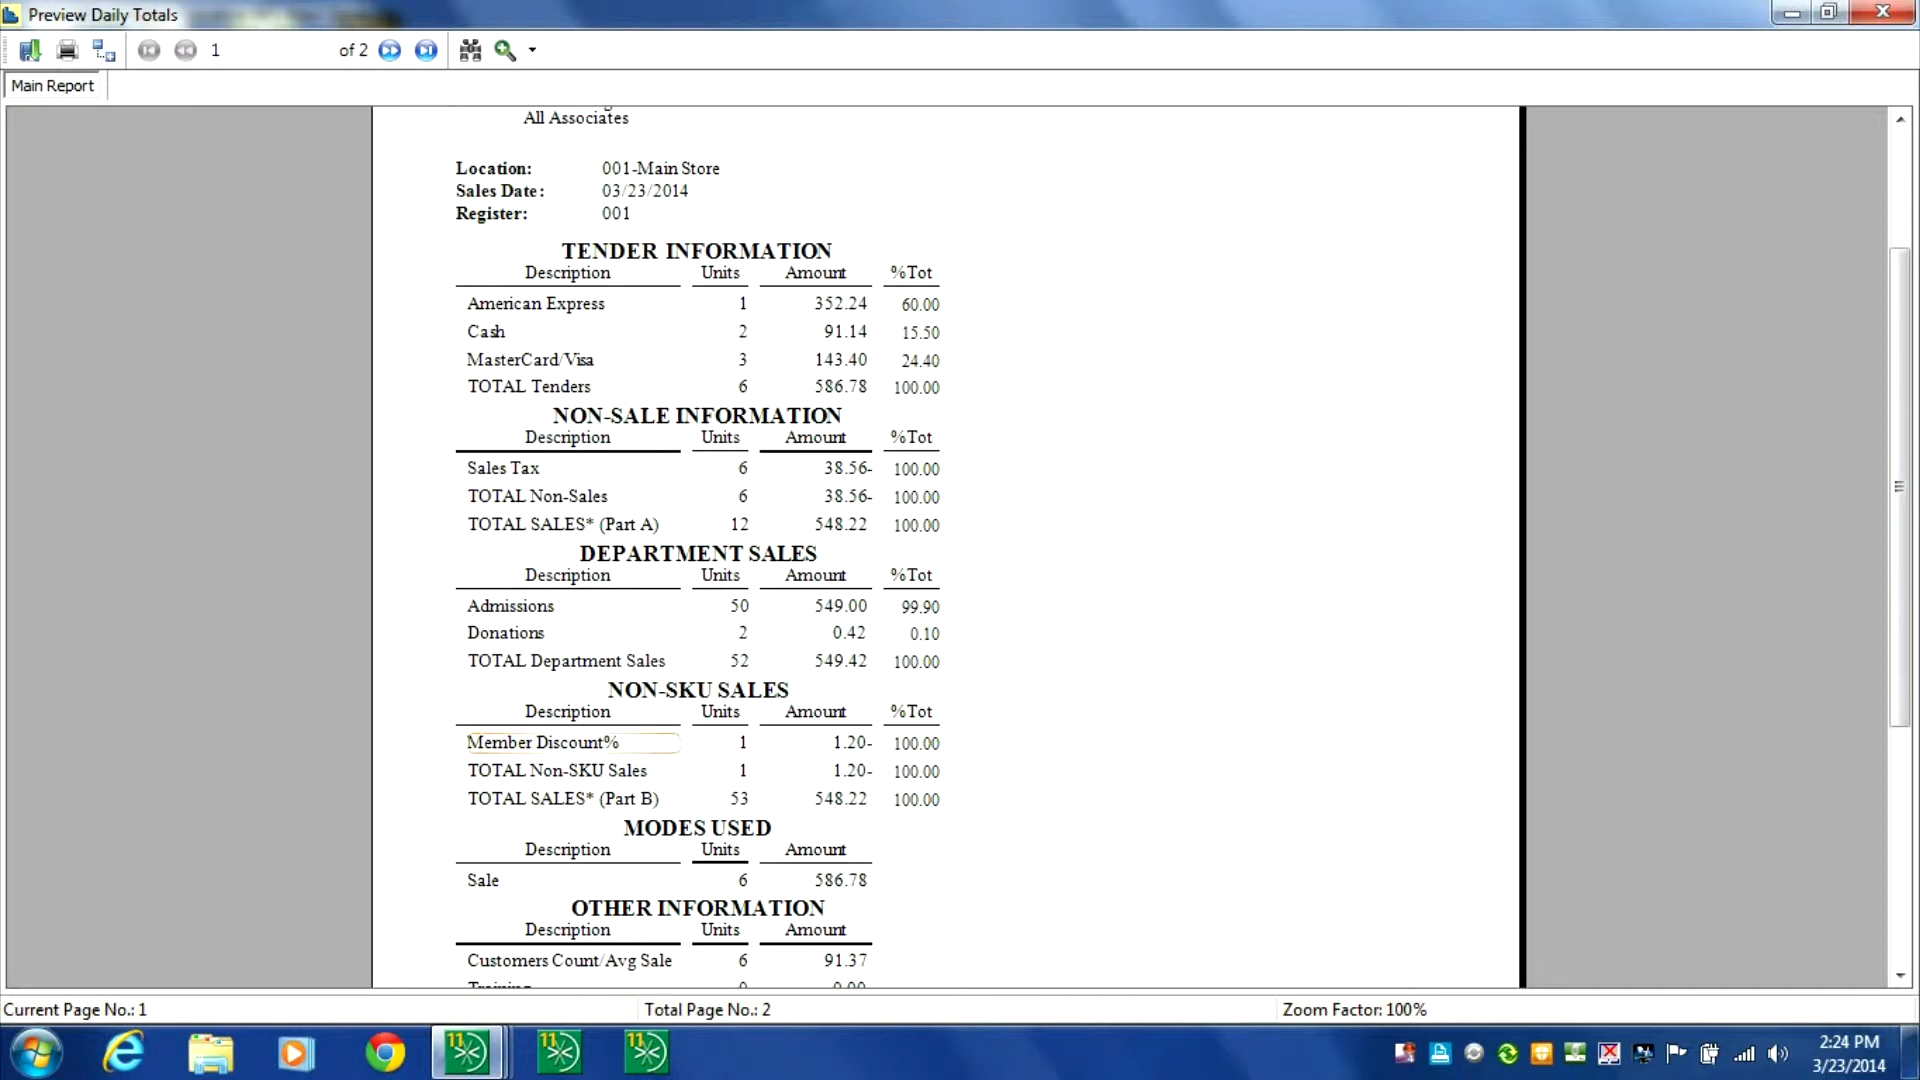 Preview Daily Totals
1 of 2
Main Report
All Associates
Location: 001-Main Store
Sales Date: 03/23/2014
Register: 001
TENDER INFORMATION
Description Units Amount %Tot
American Express 1 352.24 60.00
Cash 2 91.14 15.50
MasterCard/Visa 3 143.40 24.40
TOTAL Tenders 6 586.78 100.00
NON-SALE INFORMATION
Description Units Amount %Tot
Sales Tax 6 38.56- 100.00
TOTAL Non-Sales 6 38.56- 100.00
TOTAL SALES* (Part A) 12 548.22 100.00
DEPARTMENT SALES
Description Units Amount %Tot
Admissions 50 549.00 99.90
Donations 2 0.42 0.10
TOTAL Department Sales 52 549.42 100.00
NON-SKU SALES
Description Units Amount %Tot
Member Discount% 1 1.20- 100.00
TOTAL Non-SKU Sales 1 1.20- 100.00
TOTAL SALES* (Part B) 53 548.22 100.00
MODES USED
Description Units Amount
Sale 6 586.78
OTHER INFORMATION
Description Units Amount
Customers Count/Avg Sale 6 91.37
Training 0 0.00
Current Page No.: 1 Total Page No.: 2 Zoom Factor: 100%
11 11 11
2:24 PM
3/23/2014